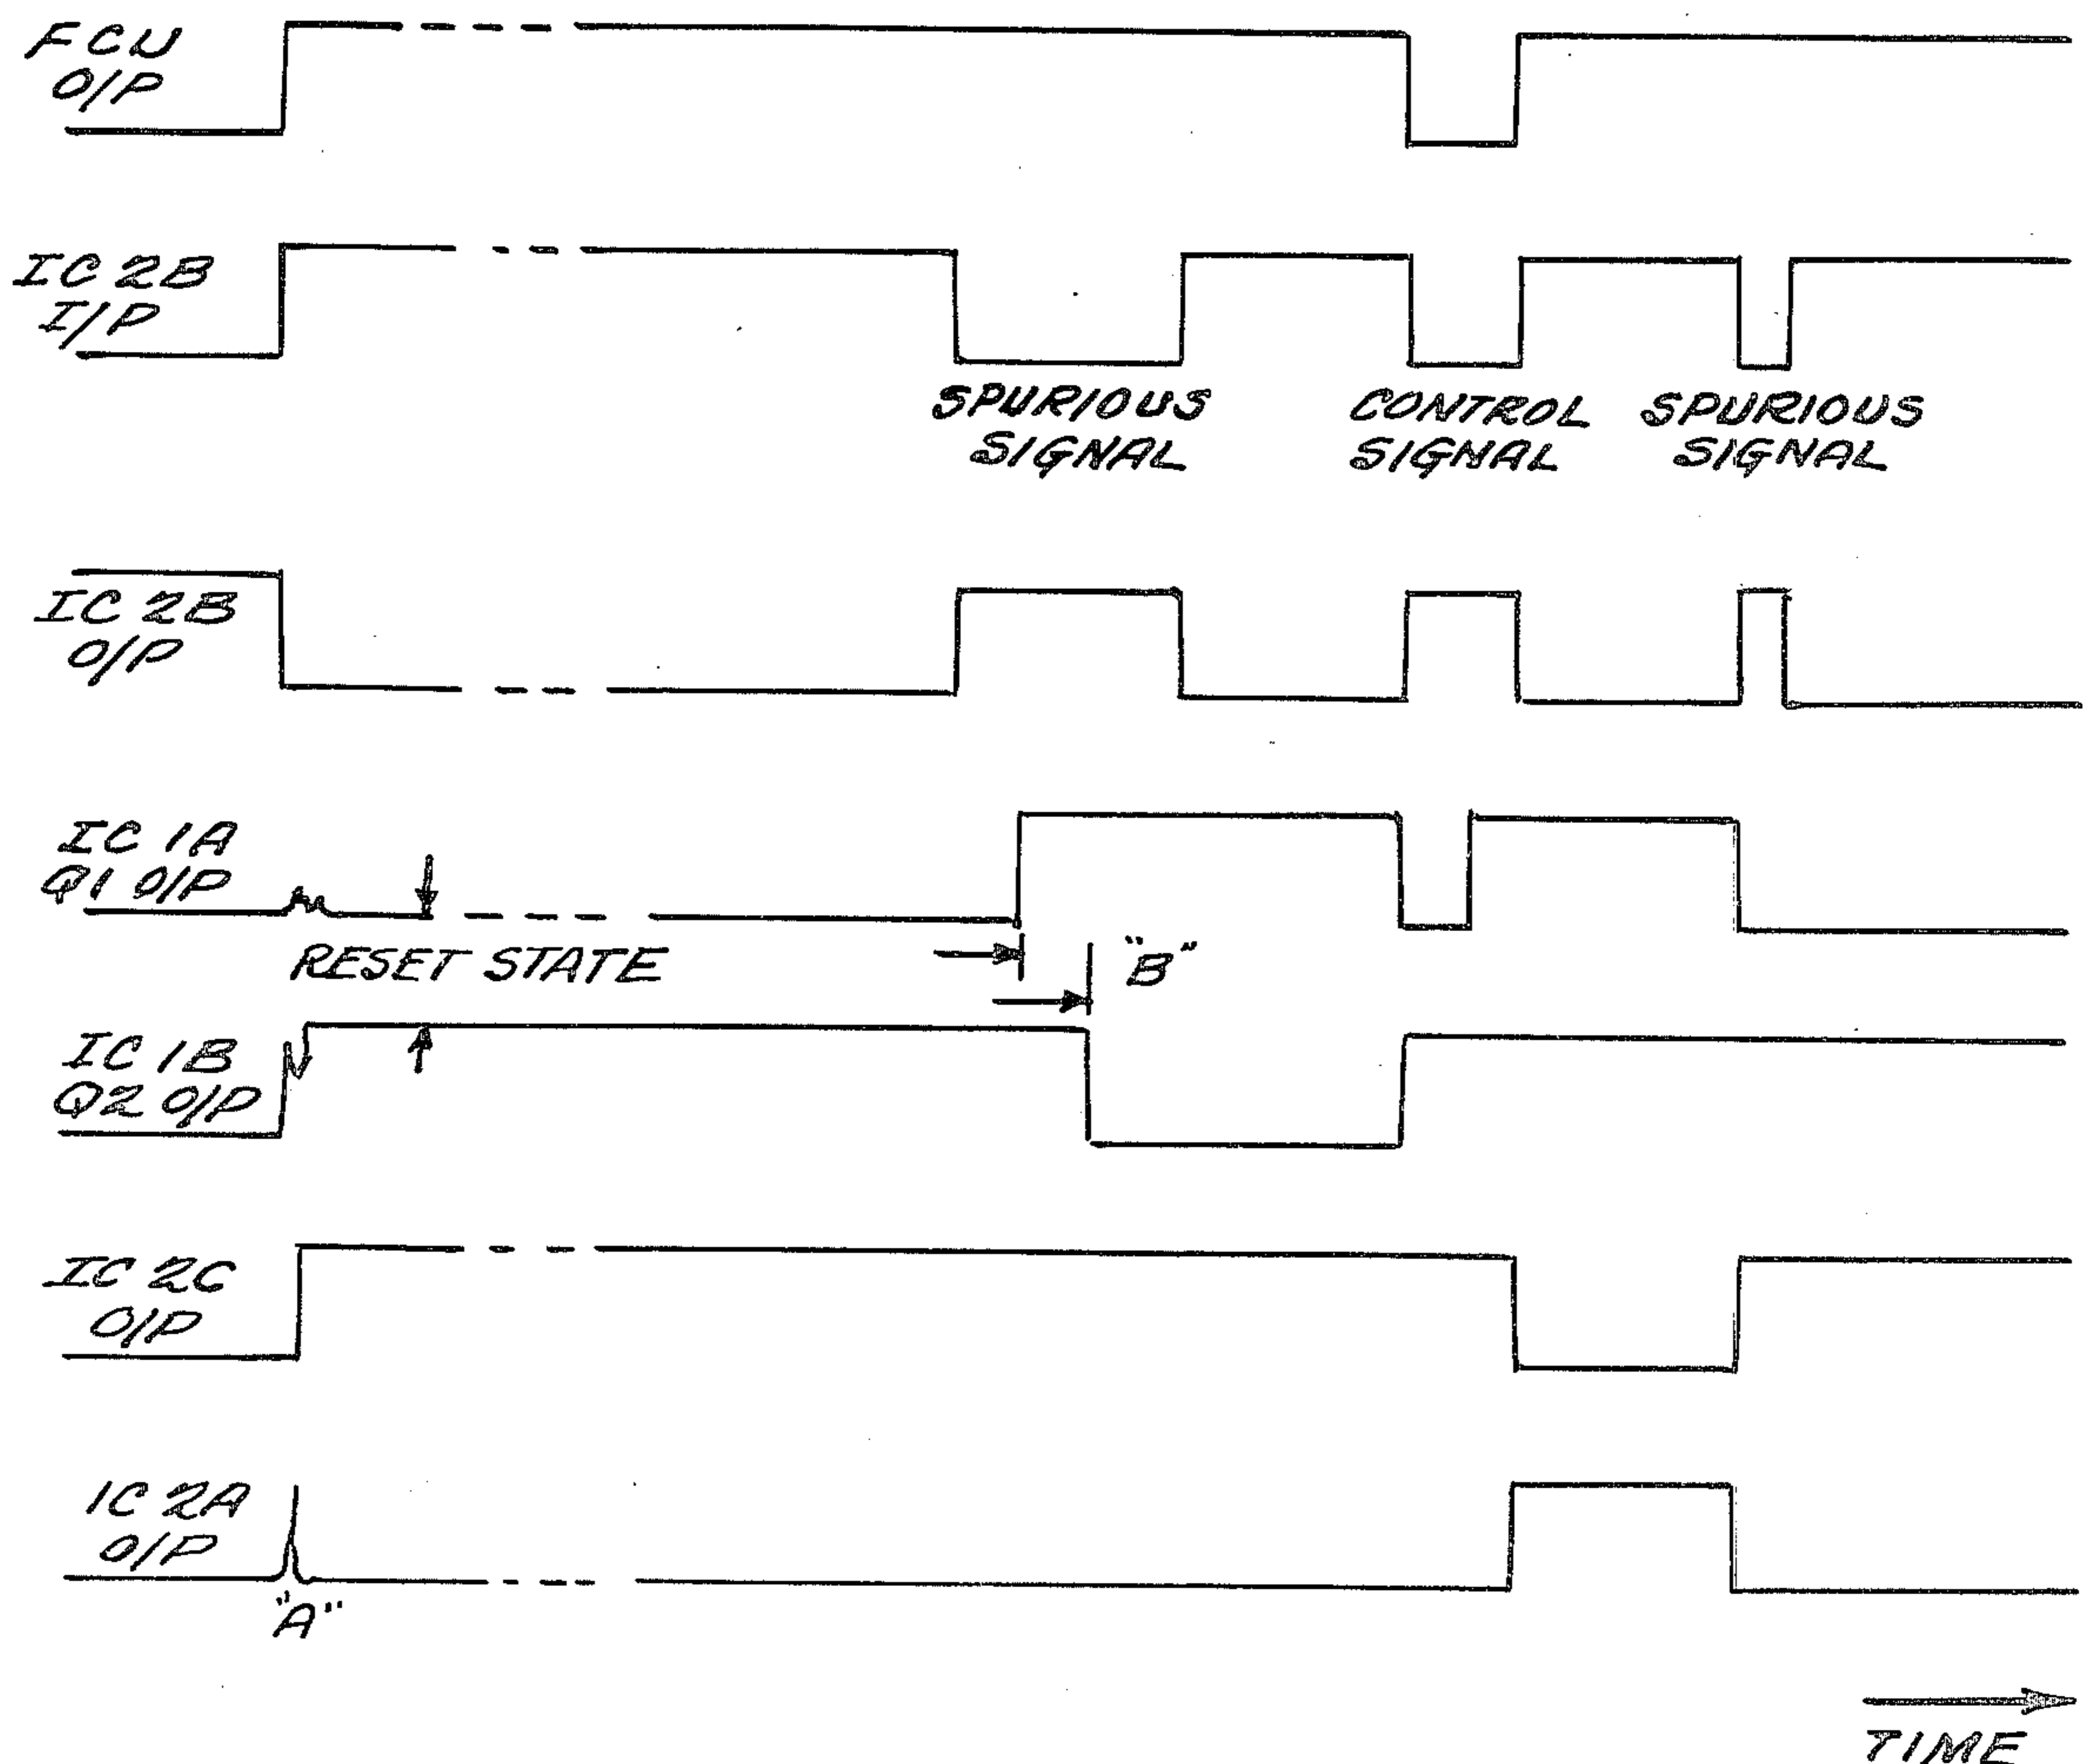 FCU
O/P
IC 2B
I/P
SPURIOUS
SIGNAL
CONTROL
SIGNAL
SPURIOUS
SIGNAL
IC 2B
O/P
IC 1A
Q1 O/P
RESET STATE
"B"
IC 1B
Q2 O/P
IC 2C
O/P
IC 2A
O/P
"A"
TIME